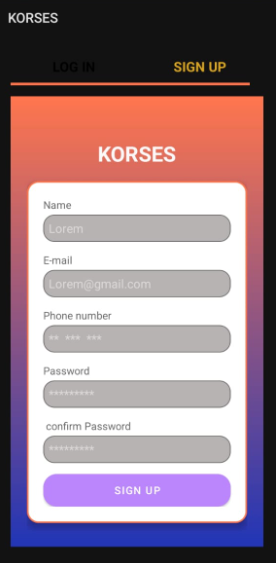 KORSES
LOG IN SIGN UP
KORSES
Name
Lorem
E-mail
Lorem@gmail.com
Phone number
** *** ***
Password
*********
confirm Password
*********
SIGN UP